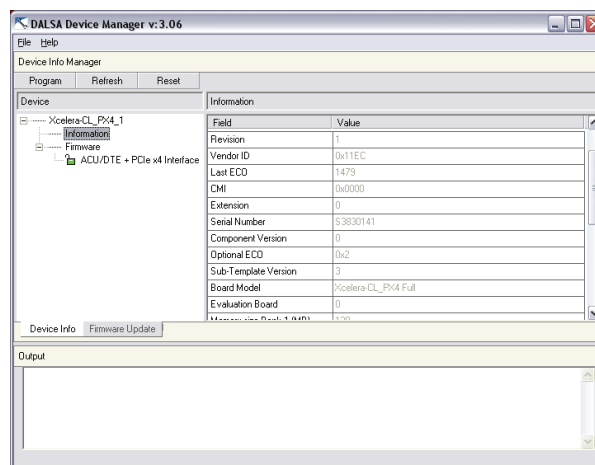 DALSA Device Manager v: 3.06
File Help
Device Info Manager
Program Refresh Reset
Device Information
Xcelera-CL_PX4_1
Information
Firmware
ACU/DTE + PCIe x4 Interface
Field Value
Revision 1
Vendor ID 0x11EC
Last ECO 1479
CMI 0x0000
Extension 0
Serial Number S3830141
Component Version 0
Optional ECO 0x2
Sub-Template Version 3
Board Model Xcelera-CL_PX4 Full
Evaluation Board 0
Device Info Firmware Update
Output